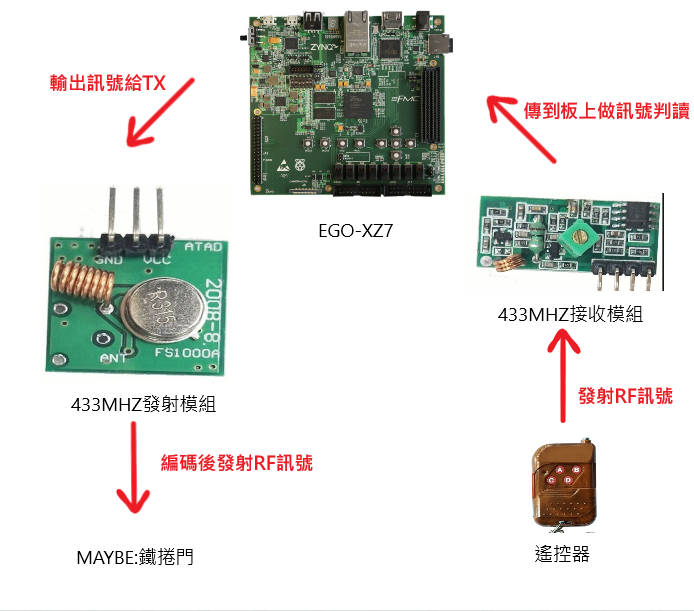 輸出訊號給TX
ZYNQ
FMC
傳到板上做訊號判讀
EGO-XZ7
ATAD
GND VCC
R315
2008-8.
ANT FS1000A
433MHZ發射模組
433MHZ接收模組
發射RF訊號
編碼後發射RF訊號
A B
C D
MAYBE:鐵捲門
遙控器